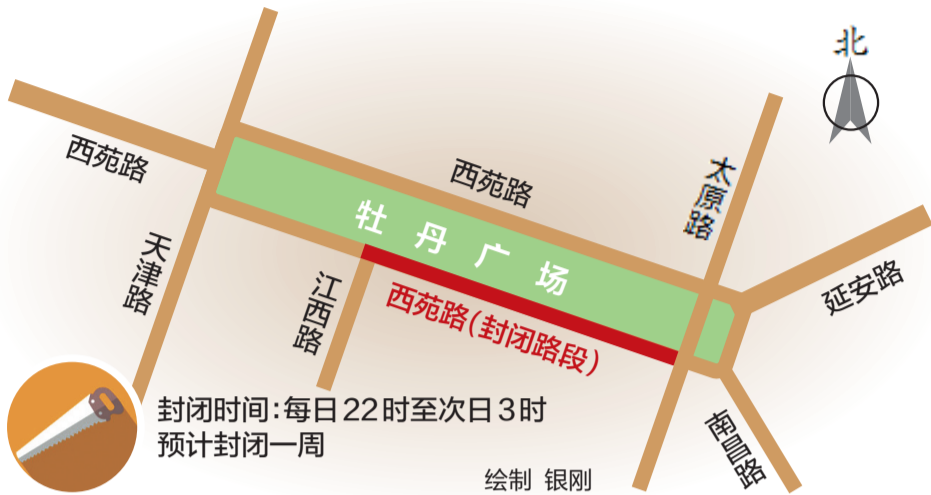 北
西苑路
西苑路
太原路
牡丹广场
天津路
江西路
西苑路(封闭路段)
延安路
南昌路
封闭时间:每日22时至次日3时
预计封闭一周
绘制 银刚